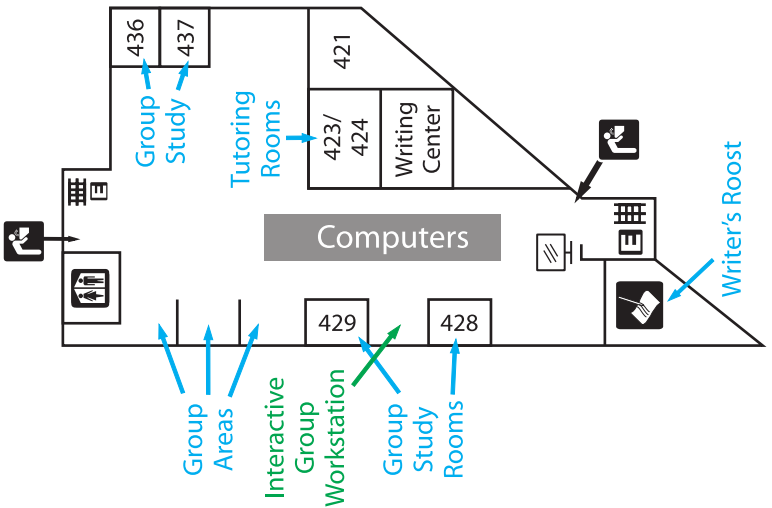 436
437
Group
Study
421
Tutoring
Rooms
423/
424
Writing
Center
E
Computers
E
Writer's Roost
429
428
Group
Areas
Interactive
Group
Workstation
Group
Study
Rooms